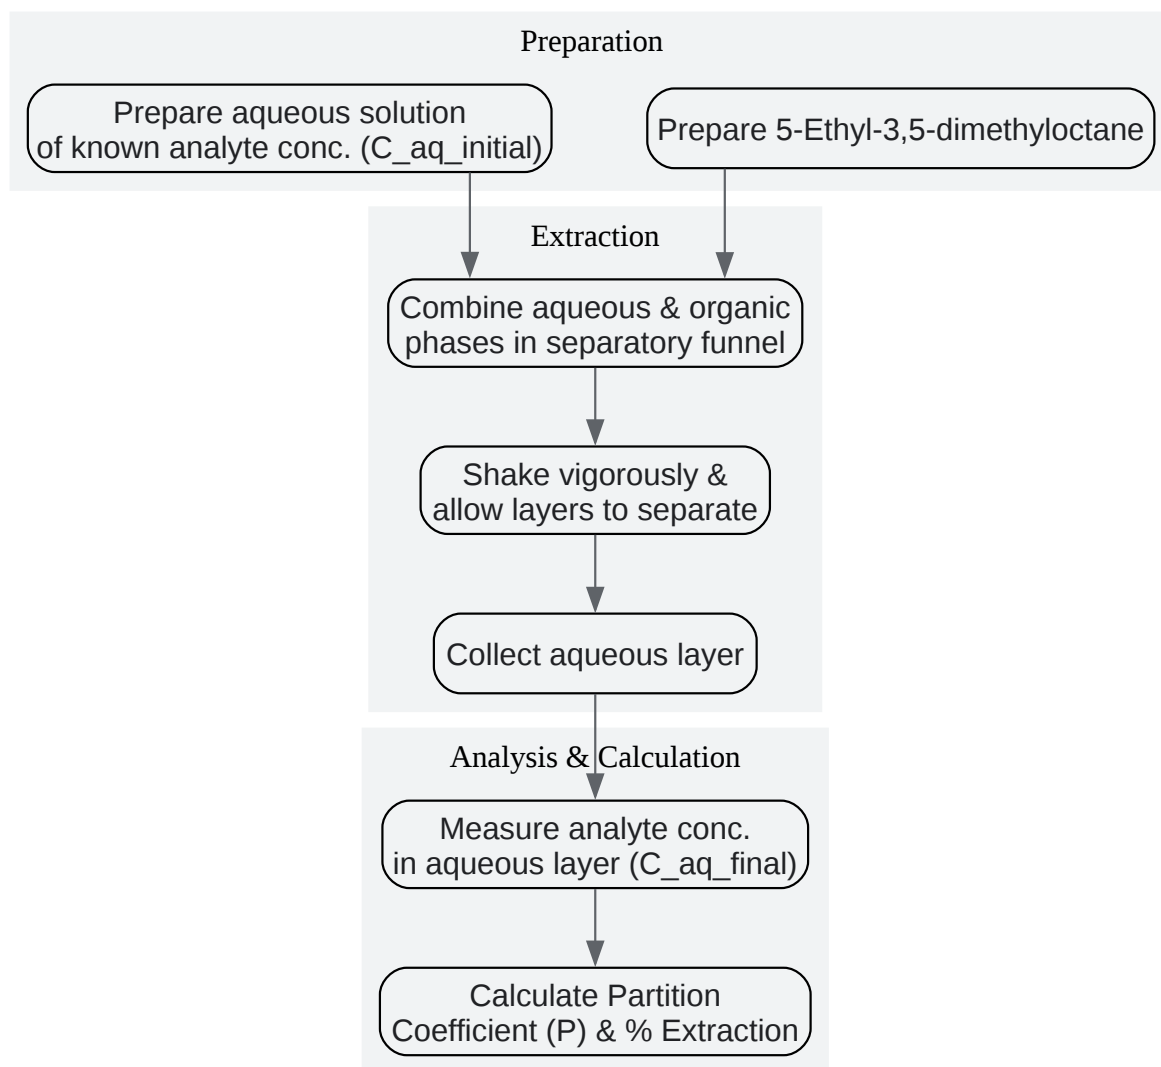 Preparation
Prepare aqueous solution
of known analyte conc. (C_aq_initial)
Prepare 5-Ethyl-3,5-dimethyloctane
Extraction
Combine aqueous & organic
phases in separatory funnel
Shake vigorously &
allow layers to separate
Collect aqueous layer
Analysis & Calculation
Measure analyte conc.
in aqueous layer (C_aq_final)
Calculate Partition
Coefficient (P) & % Extraction